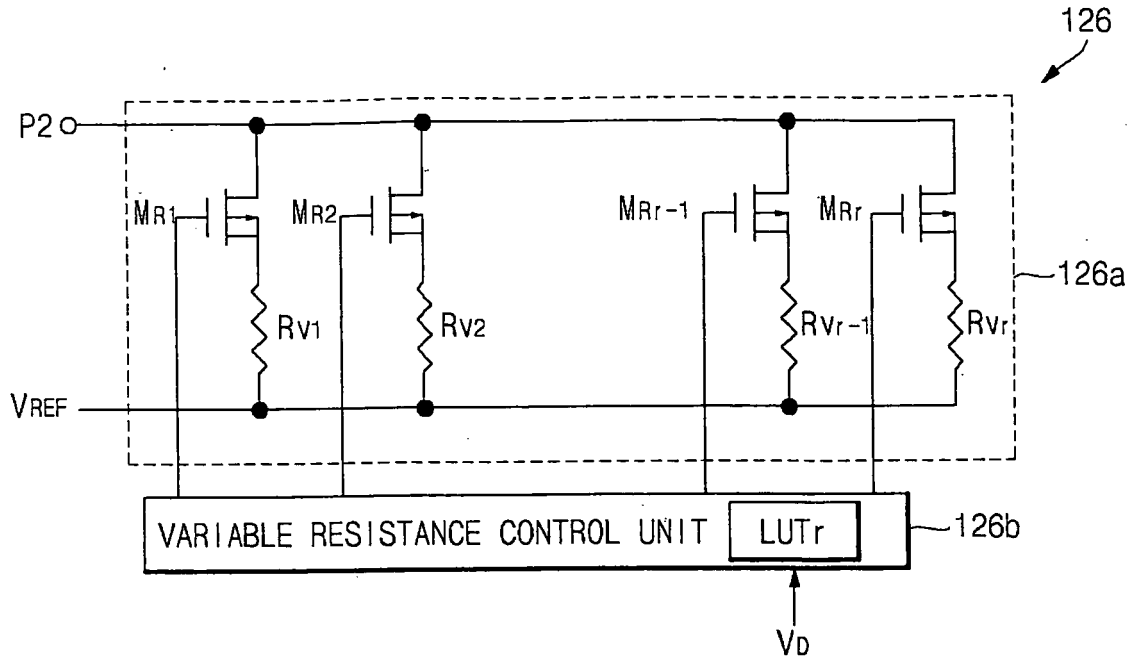 126
P2
MR1
MR2
MRr-1
MRr
126a
RV1
RV2
RVr-1
RVr
VREF
VARIABLE RESISTANCE CONTROL UNIT
LUTr
126b
VD